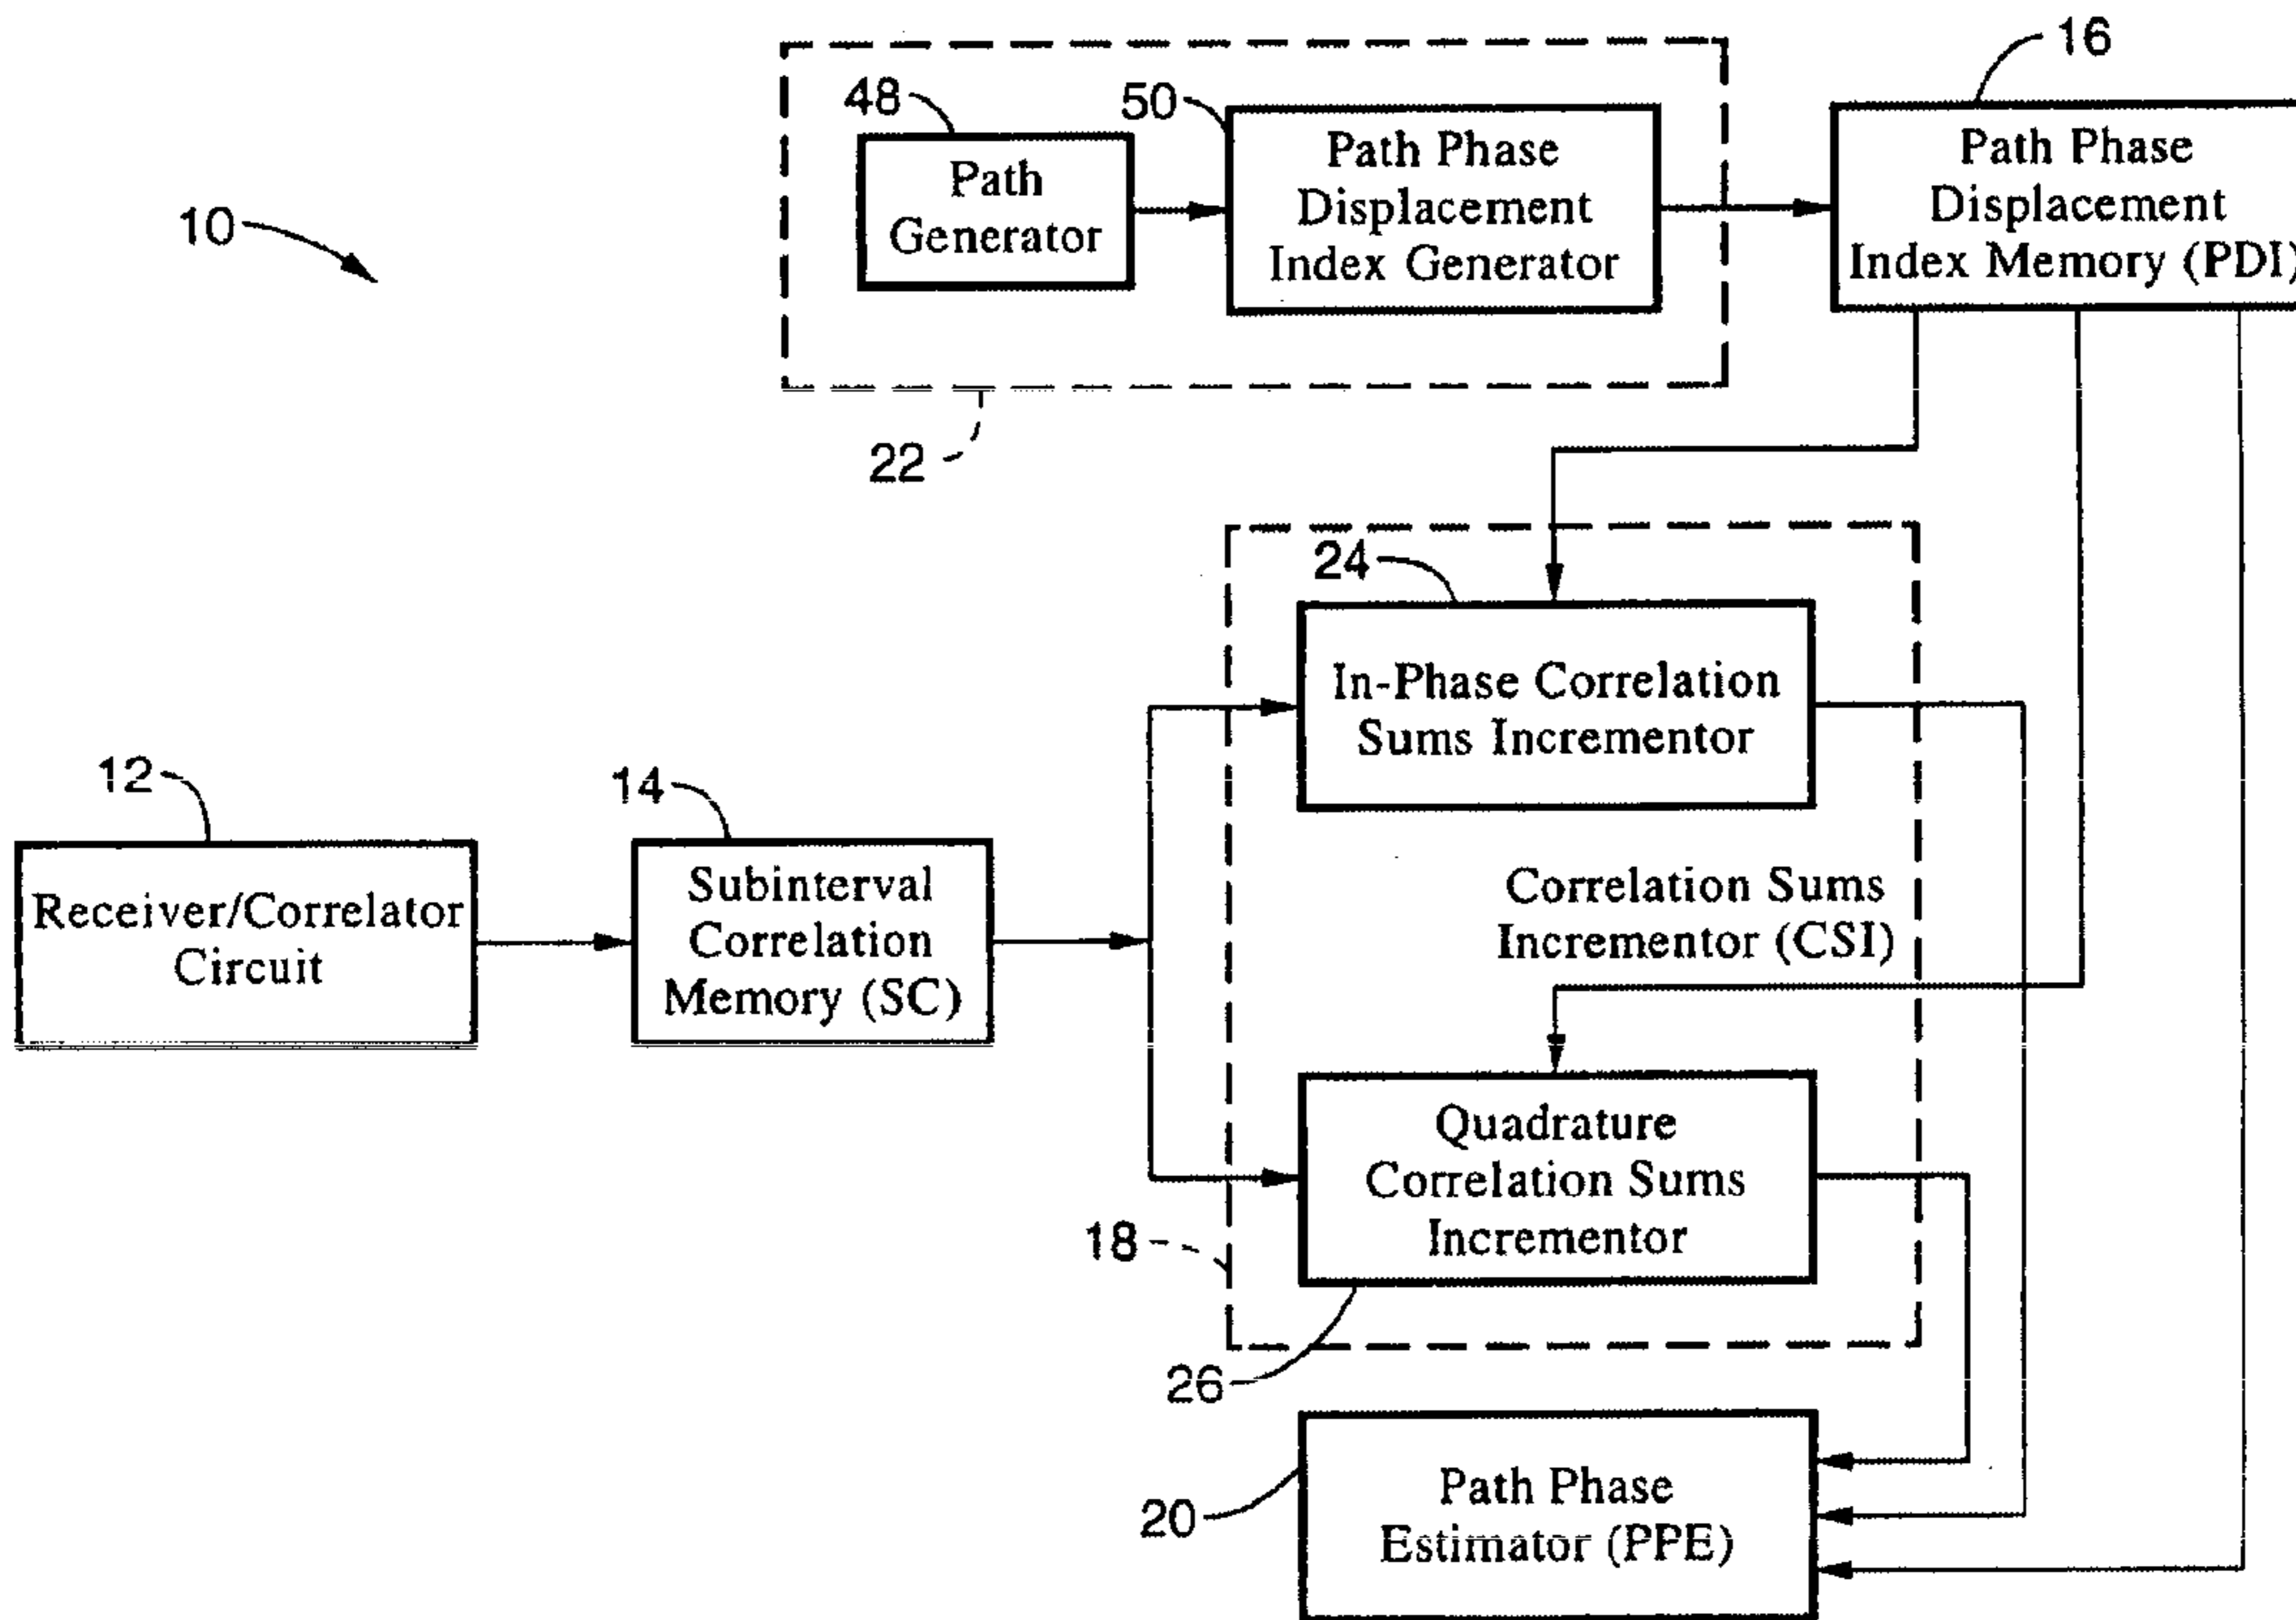 16
48
50
Path
Generator
Path Phase
Displacement
Index Generator
Path Phase
Displacement
Index Memory (PDI)
10
22
24
In-Phase Correlation
Sums Incrementor
12
14
Receiver/Correlator
Circuit
Subinterval
Correlation
Memory (SC)
Correlation Sums
Incrementor (CSI)
Quadrature
Correlation Sums
Incrementor
18
26
20
Path Phase
Estimator (PPE)